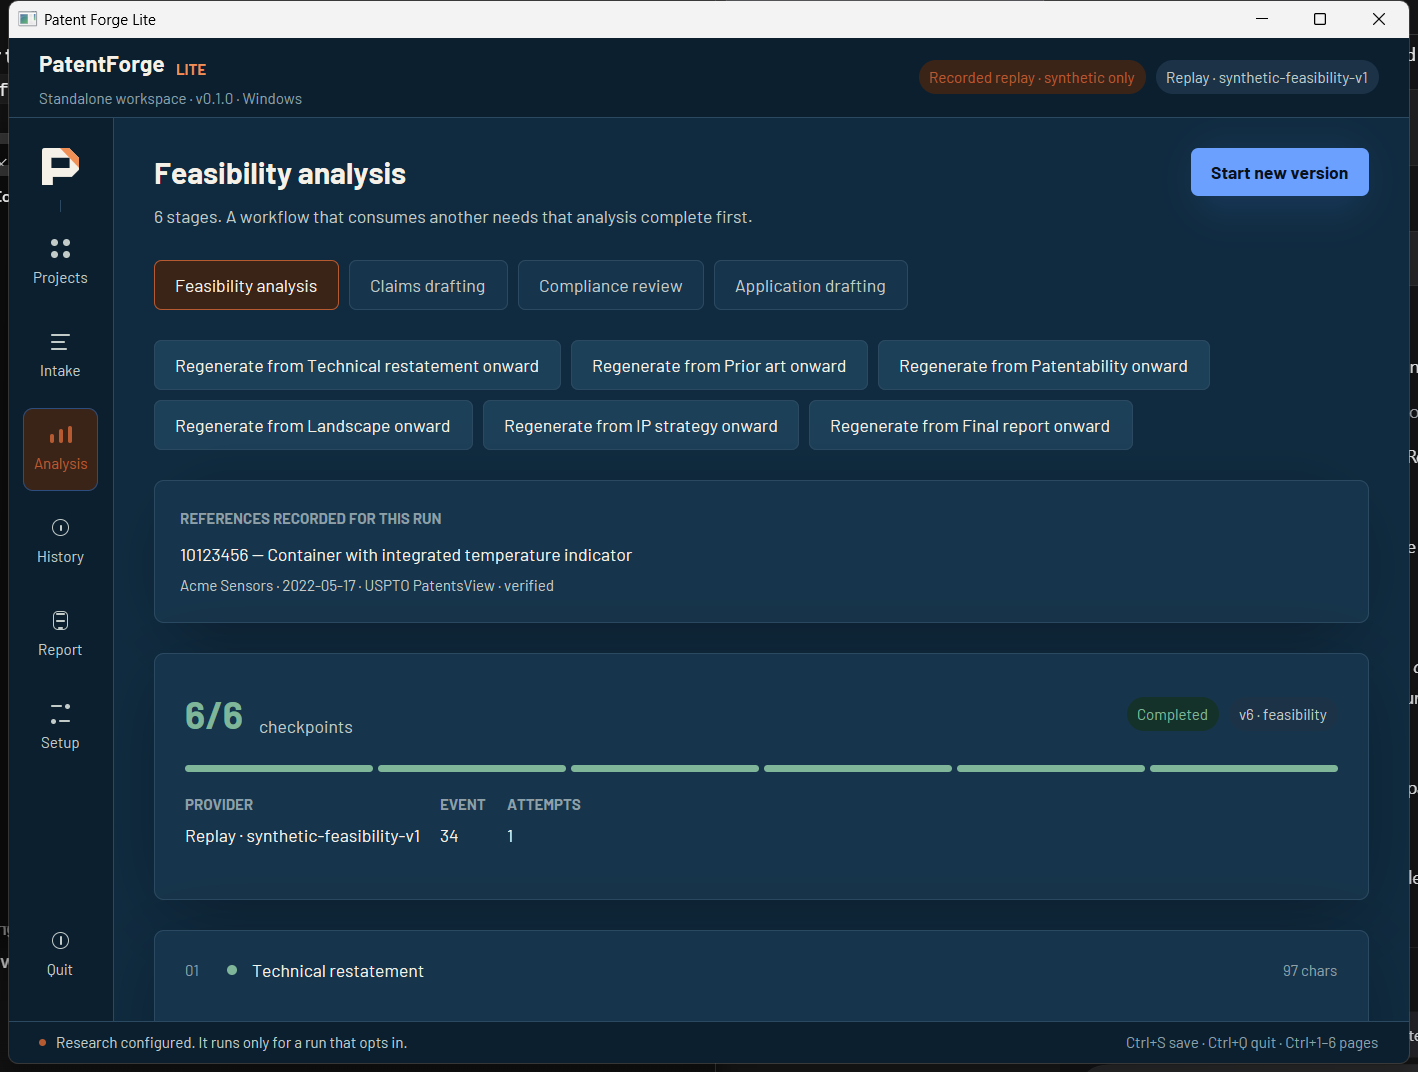 Patent Forge Lite
PatentForge LITE
Standalone workspace · v0.1.0 · Windows
Recorded replay · synthetic only
Replay · synthetic-feasibility-v1
Projects
Intake
Analysis
History
Report
Setup
Quit
Feasibility analysis
Start new version
6 stages. A workflow that consumes another needs that analysis complete first.
Feasibility analysis
Claims drafting
Compliance review
Application drafting
Regenerate from Technical restatement onward
Regenerate from Prior art onward
Regenerate from Patentability onward
Regenerate from Landscape onward
Regenerate from IP strategy onward
Regenerate from Final report onward
REFERENCES RECORDED FOR THIS RUN
10123456 — Container with integrated temperature indicator
Acme Sensors · 2022-05-17 · USPTO PatentsView · verified
6/6 checkpoints
Completed
v6 · feasibility
PROVIDER EVENT ATTEMPTS
Replay · synthetic-feasibility-v1 34 1
01 Technical restatement 97 chars
Research configured. It runs only for a run that opts in.
Ctrl+S save · Ctrl+Q quit · Ctrl+1–6 pages